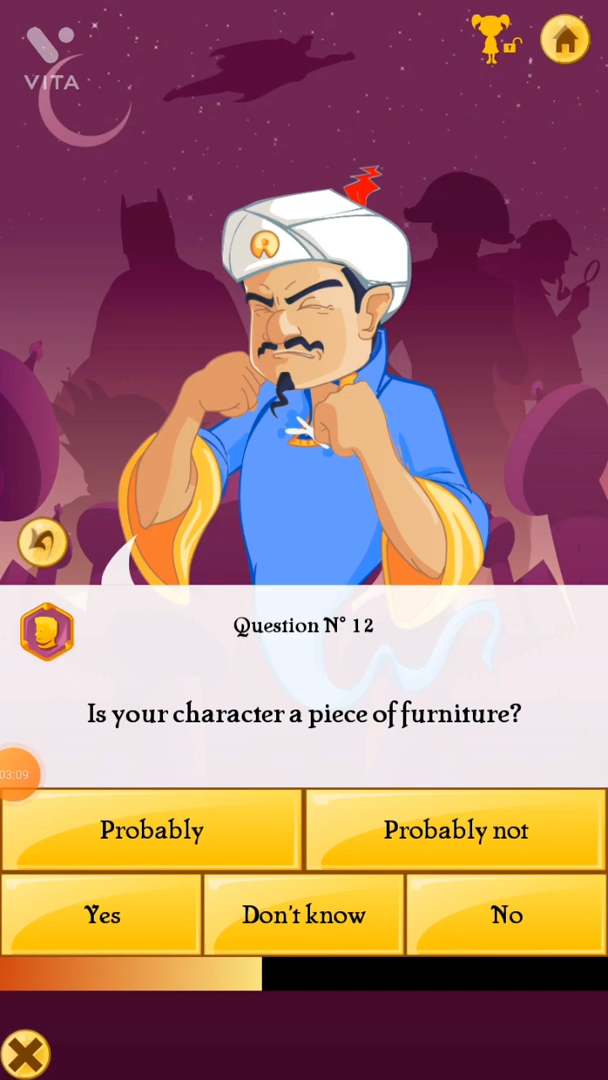 VITA
Question N° 12
Is your character a piece of furniture?
03:09
Probably
Probably not
Yes
Don't know
No